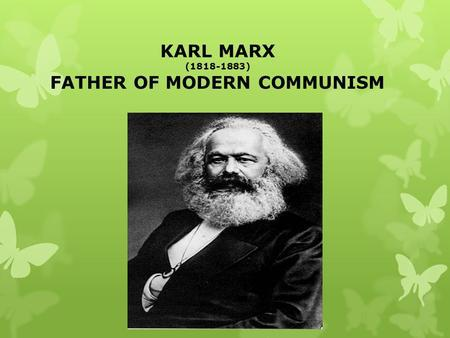 KARL MARX
(1818-1883)
FATHER OF MODERN COMMUNISM